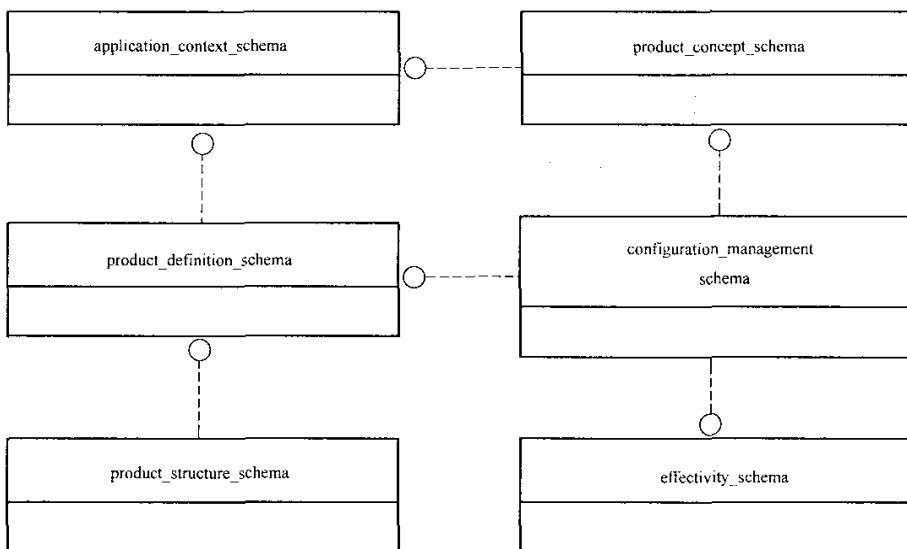 application_context_schema
product_concept_schema
product_definition_schema
configuration_management
schema
product_structure_schema
effectivity_schema